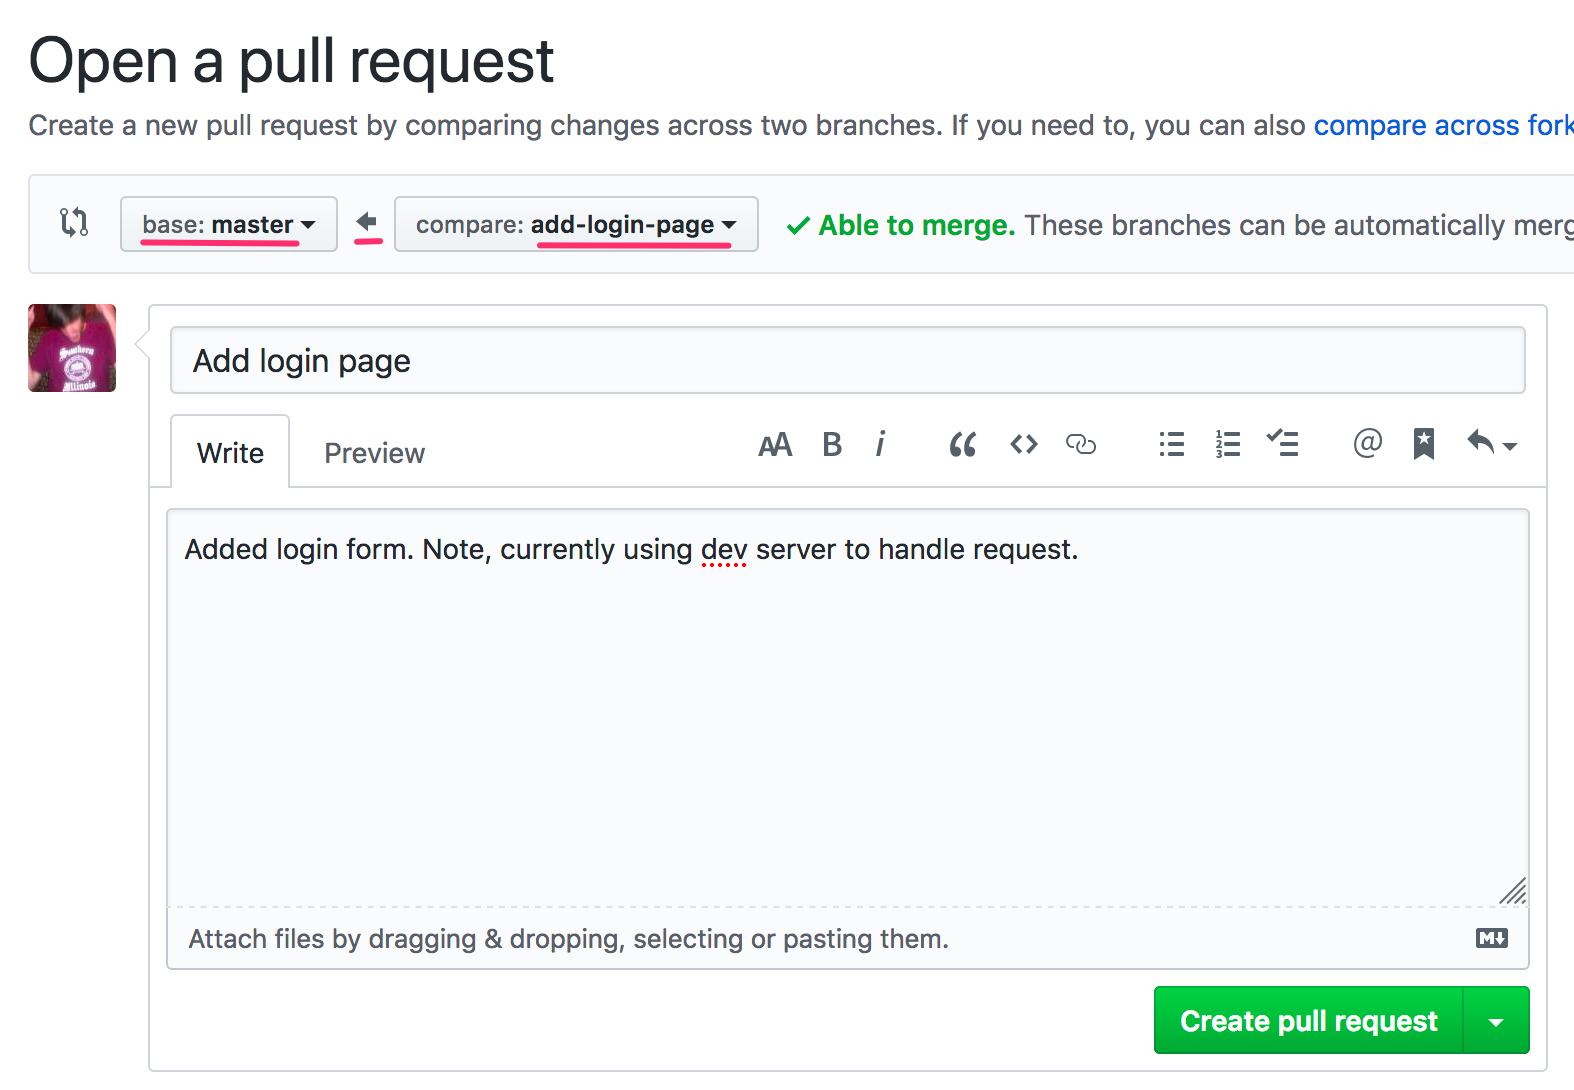 Open a pull request
Create a new pull request by comparing changes across two branches. If you need to, you can also compare across fork
base: master
compare: add-login-page
Able to merge. These branches can be automatically merg
Southern
Illinois
Add login page
Write
Preview
AA B i “ <> @
Added login form. Note, currently using dev server to handle request.
Attach files by dragging & dropping, selecting or pasting them.
M
Create pull request